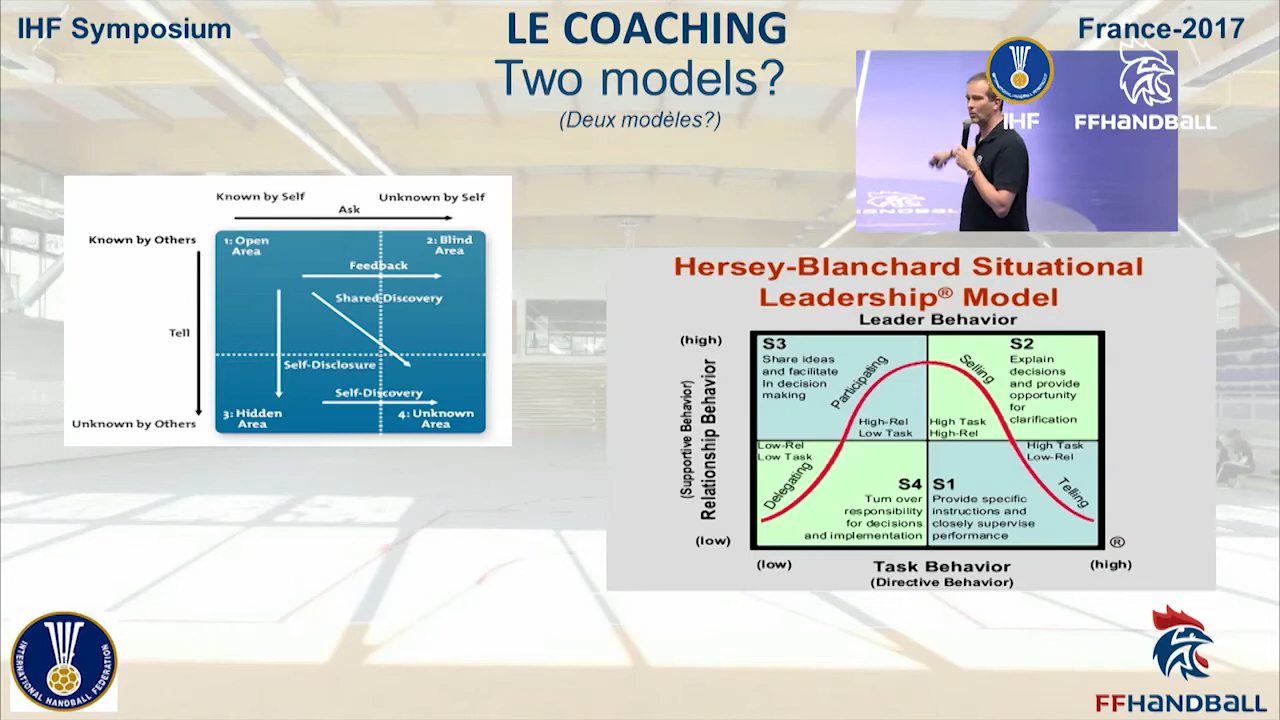 IHF Symposium
LE COACHING
France-2017
Two models?
(Deux modèles?)
IHF
FFHANDBALL
FFHANDBALL
Known by Self
Unknown by Self
Ask
Known by Others
Tell
Unknown by Others
1: Open
Area
2: Blind
Area
Feedback
Shared Discovery
Self-Disclosure
Self-Discovery
3: Hidden
Area
4: Unknown
Area
Hersey-Blanchard Situational
Leadership® Model
Leader Behavior
(high)
(Supportive Behavior)
Relationship Behavior
(low)
S3
Share ideas
and facilitate
In decision
making
Participating
High-Rel
Low Task
S2
Explain
decisions
and provide
opportunity
for
clarification
Selling
High Task
High-Rel
Low-Rel
Low Task
Delegating
S4
Turn over
responsibility
for decisions
and implementation
High Task
Low-Rel
Telling
S1
Provide specific
instructions and
closely supervise
performance
®
(low)
Task Behavior
(high)
(Directive Behavior)
IHF
INTERNATIONAL HANDBALL FEDERATION
FFHANDBALL